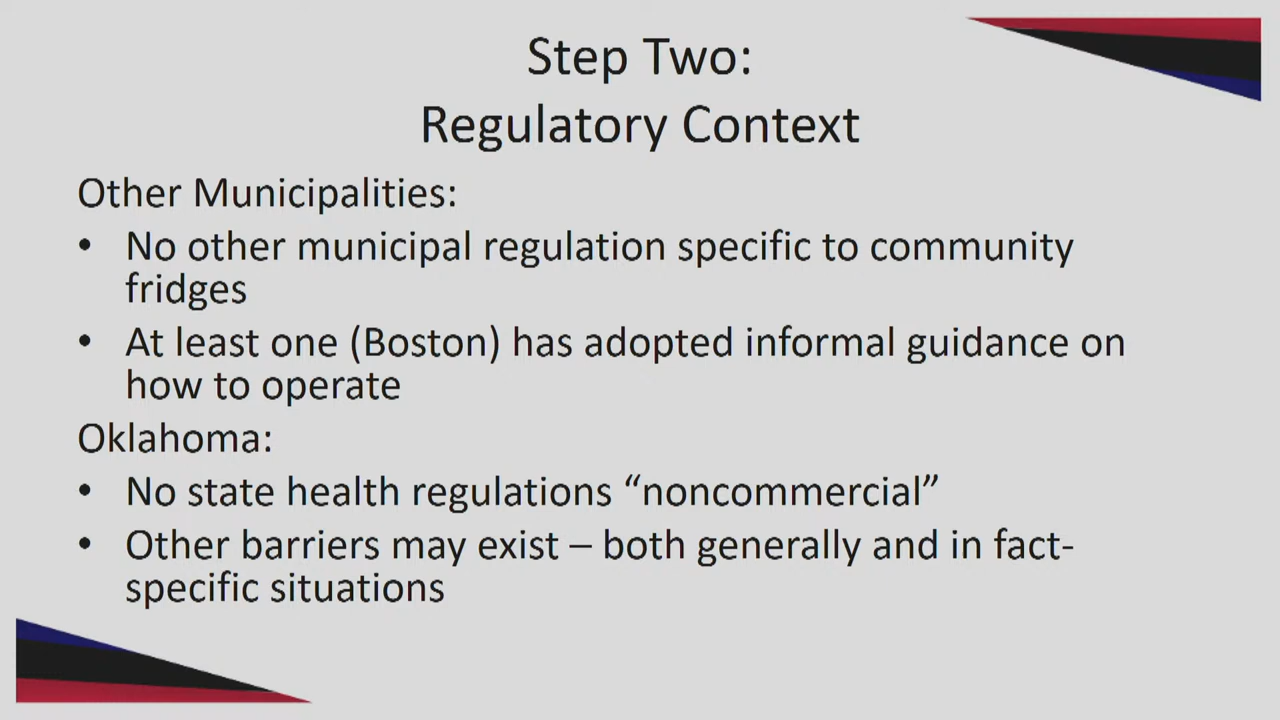 Step Two:
Regulatory Context
Other Municipalities:
• No other municipal regulation specific to community
fridges
• At least one (Boston) has adopted informal guidance on
how to operate
Oklahoma:
• No state health regulations “noncommercial”
• Other barriers may exist – both generally and in fact-
specific situations